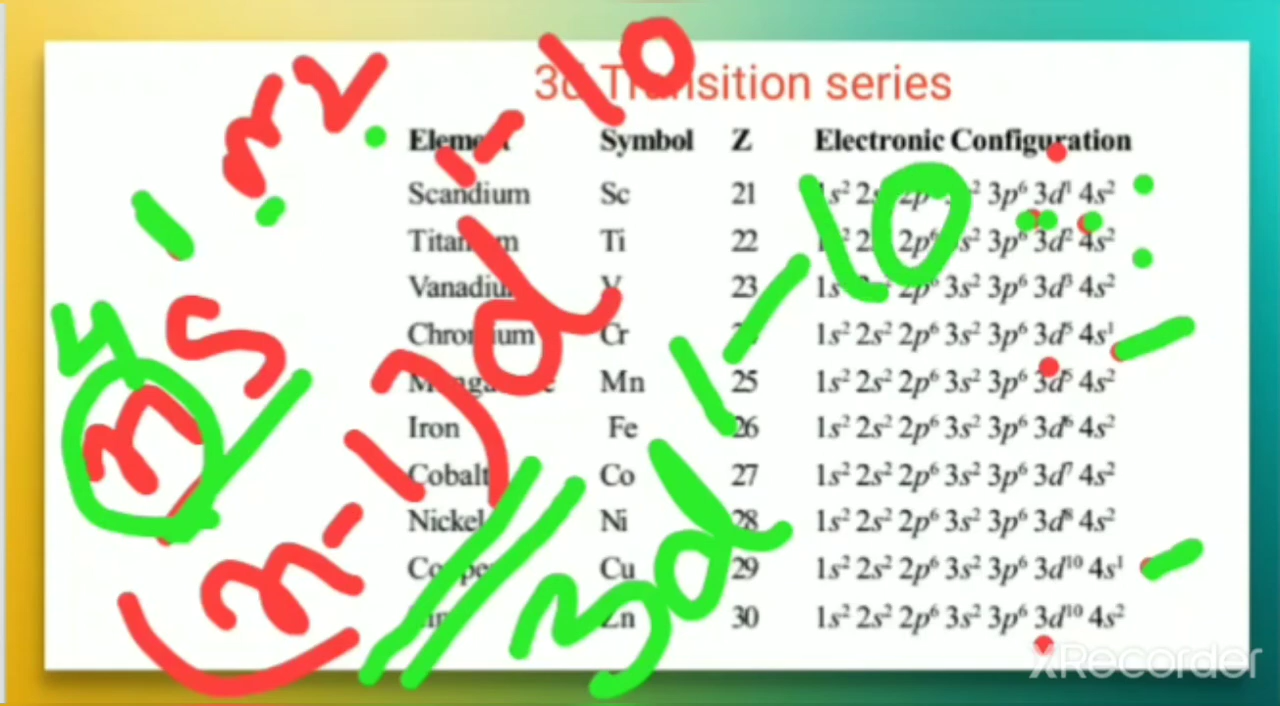 3d Transition series
Element Symbol Z Electronic Configuration
Scandium Sc 21 1s² 2s² 2p⁶ 3s² 3p⁶ 3d¹ 4s²
Titanium Ti 22 1s² 2s² 2p⁶ 3s² 3p⁶ 3d² 4s²
Vanadium V 23 1s² 2s² 2p⁶ 3s² 3p⁶ 3d³ 4s²
Chromium Cr 1s² 2s² 2p⁶ 3s² 3p⁶ 3d⁵ 4s¹
Manganese Mn 25 1s² 2s² 2p⁶ 3s² 3p⁶ 3d⁵ 4s²
Iron Fe 26 1s² 2s² 2p⁶ 3s² 3p⁶ 3d⁶ 4s²
Cobalt Co 27 1s² 2s² 2p⁶ 3s² 3p⁶ 3d⁷ 4s²
Nickel Ni 28 1s² 2s² 2p⁶ 3s² 3p⁶ 3d⁸ 4s²
Copper Cu 29 1s² 2s² 2p⁶ 3s² 3p⁶ 3d¹⁰ 4s¹
Zn 30 1s² 2s² 2p⁶ 3s² 3p⁶ 3d¹⁰ 4s²
(n-1)d 1-10
ns 1-
3d 1-10
XRecorder